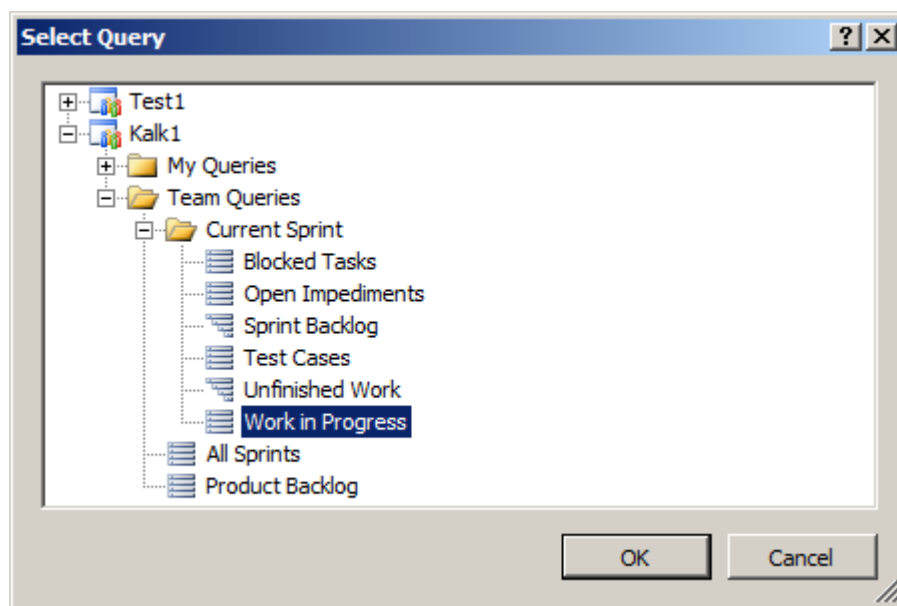 Select Query
Test1
Kalk1
My Queries
Team Queries
Current Sprint
Blocked Tasks
Open Impediments
Sprint Backlog
Test Cases
Unfinished Work
Work in Progress
All Sprints
Product Backlog
OK Cancel